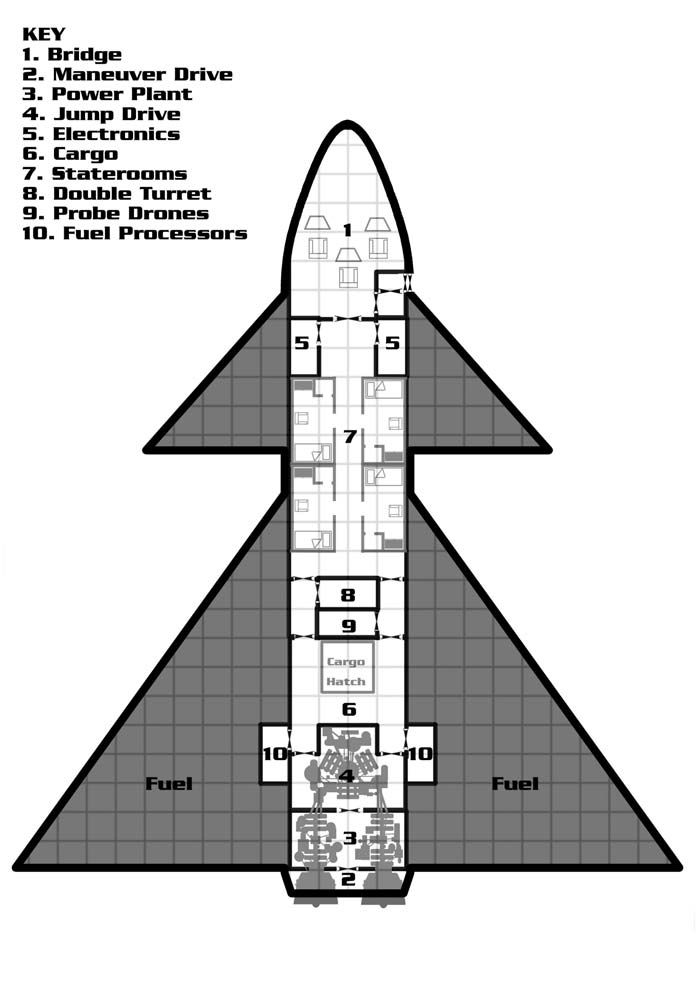 KEY
1. Bridge
2. Maneuver Drive
3. Power Plant
4. Jump Drive
5. Electronics
6. Cargo
7. Staterooms
8. Double Turret
9. Probe Drones
10. Fuel Processors
1
5 5
7
8
9
Cargo
Hatch
6
10 10
4
Fuel Fuel
3
2